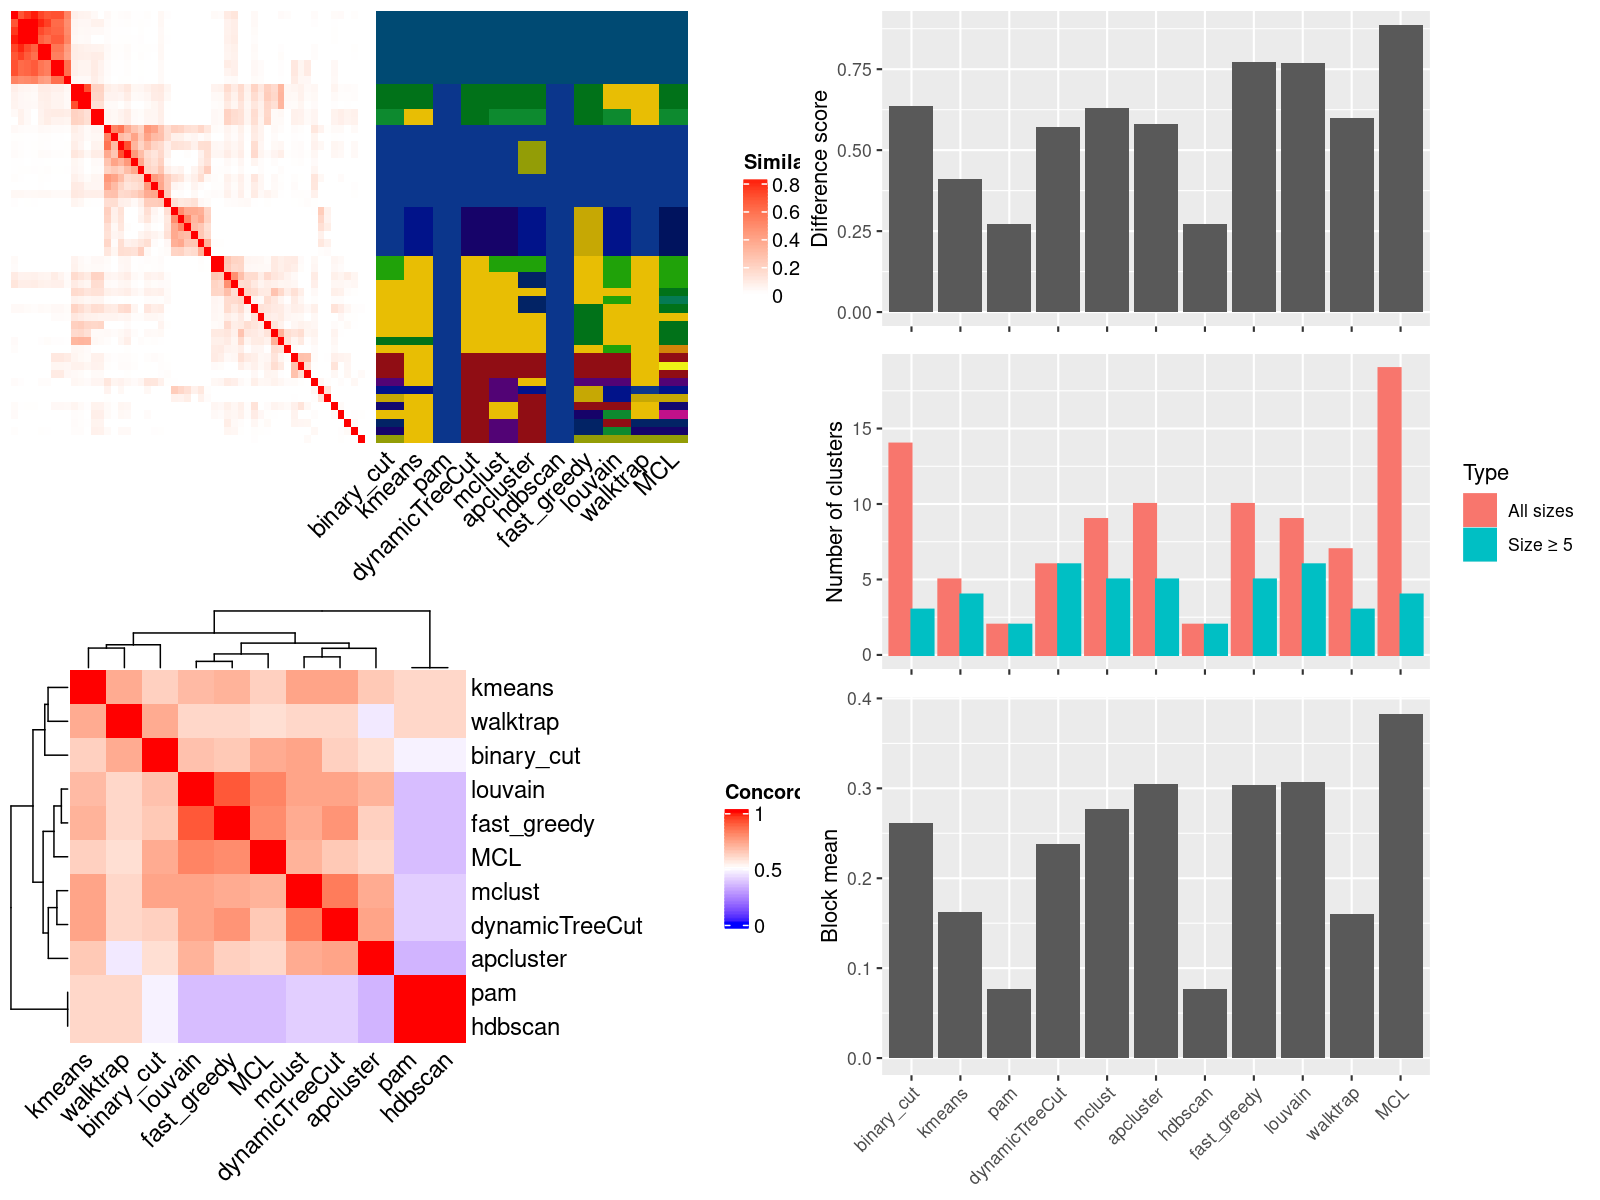 Simila
0.8
0.6
0.4
0.2
0
binary_cut
kmeans
pam
dynamicTreeCut
mclust
apcluster
hdbscan
fast_greedy
louvain
walktrap
MCL
kmeans
walktrap
binary_cut
louvain
fast_greedy
MCL
mclust
dynamicTreeCut
apcluster
pam
hdbscan
Concord
1
0.5
0
kmeans
walktrap
binary_cut
louvain
fast_greedy
MCL
mclust
dynamicTreeCut
apcluster
pam
hdbscan
Difference score
0.75
0.50
0.25
0.00
Number of clusters
15
10
5
0
Type
All sizes
Size ≥ 5
Block mean
0.4
0.3
0.2
0.1
0.0
binary_cut
kmeans
pam
dynamicTreeCut
mclust
apcluster
hdbscan
fast_greedy
louvain
walktrap
MCL